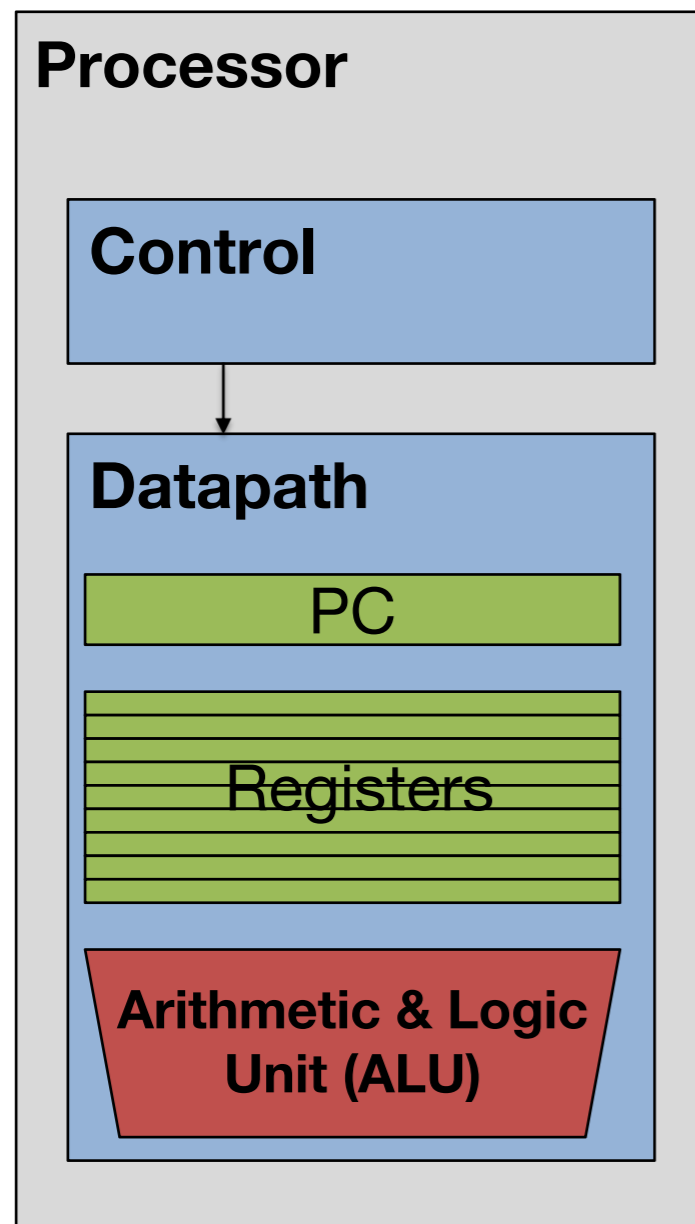 Processor
Control
Datapath
PC
Registers
Arithmetic & Logic
Unit (ALU)